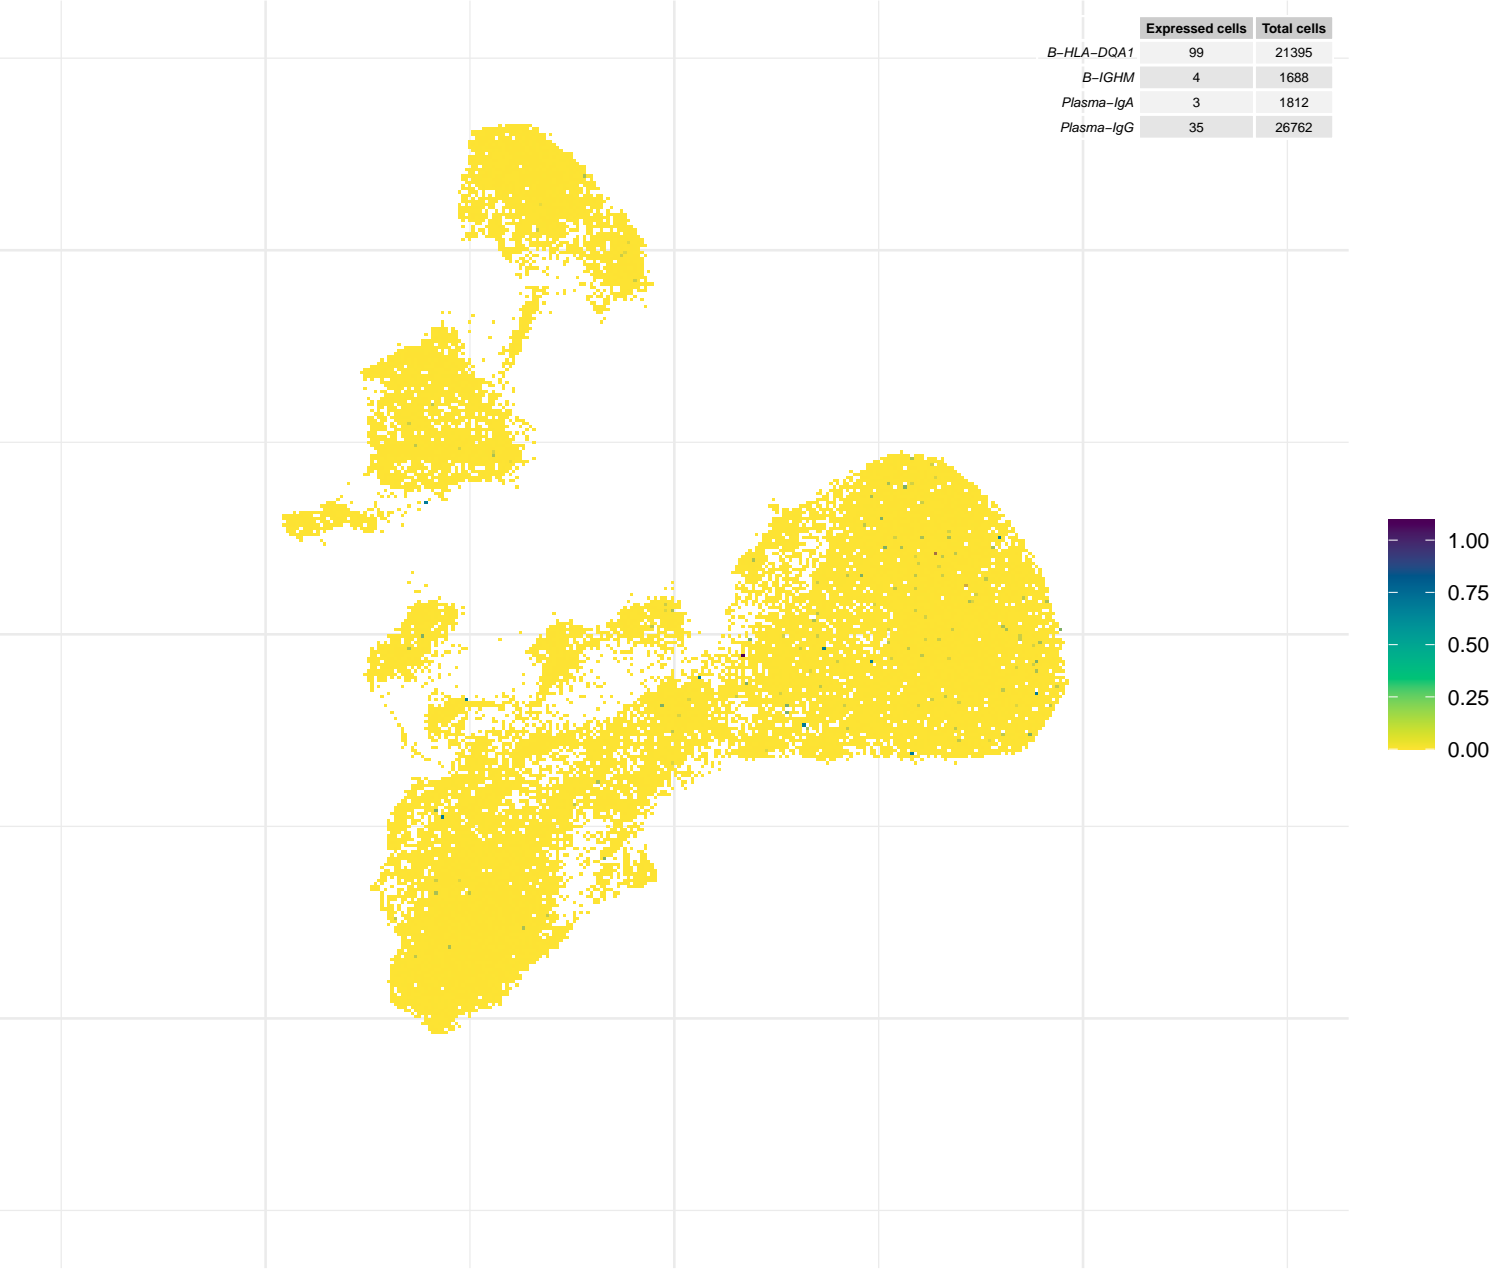 Expressed cells Total cells
B−HLA−DQA1 99 21395
B−IGHM 4 1688
Plasma−IgA 3 1812
Plasma−IgG 35 26762
1.00
0.75
0.50
0.25
0.00